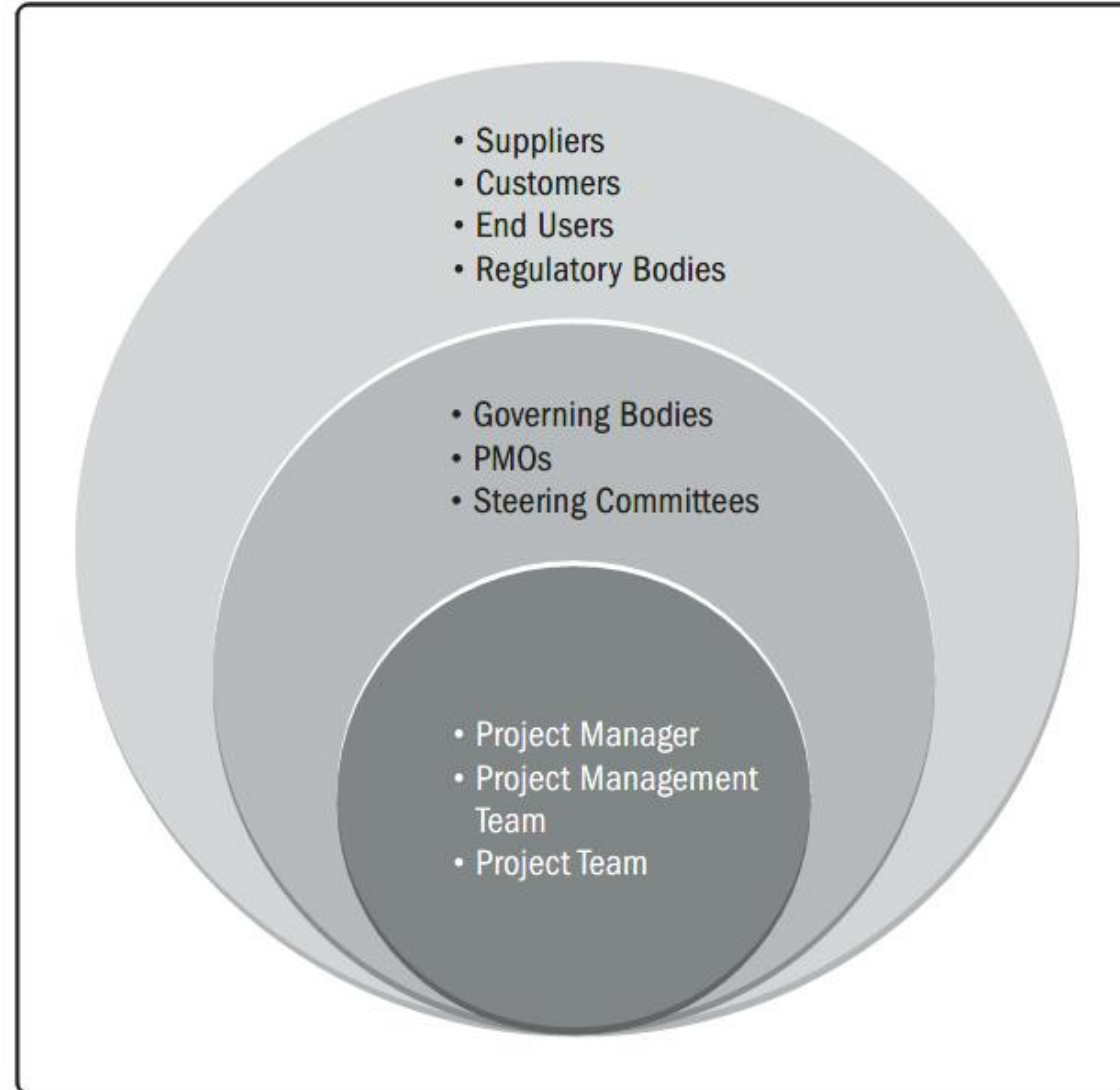 • Suppliers
• Customers
• End Users
• Regulatory Bodies
• Governing Bodies
• PMOs
• Steering Committees
• Project Manager
• Project Management
Team
• Project Team